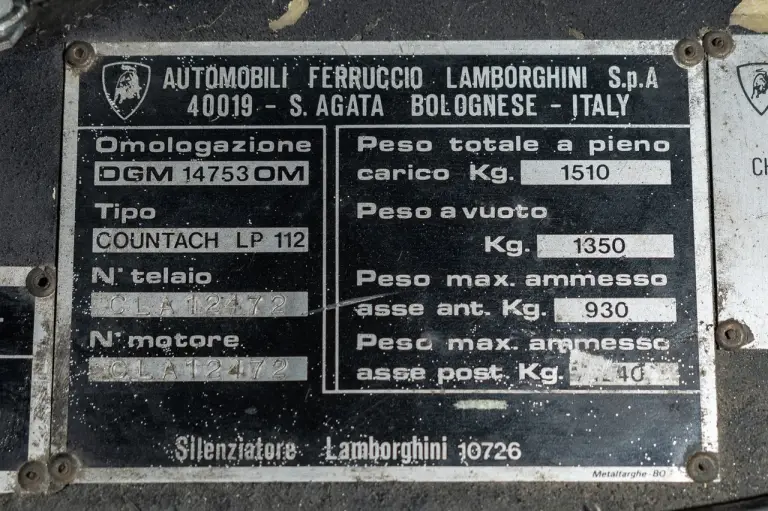 AUTOMOBILI FERRUCCIO LAMBORGHINI S.p.A
40019 - S. AGATA BOLOGNESE - ITALY
Omologazione
DGM 14753 OM
Tipo
COUNTACH LP 112
N° telaio
CLA12472
N° motore
CLA12472
Peso totale a pieno
carico Kg. 1510
Peso a vuoto
Kg. 1350
Peso max. ammesso
asse ant. Kg. 930
Peso max. ammesso
asse post. Kg
Silenziatore Lamborghini 10726
Metaltarghe-BO
CH